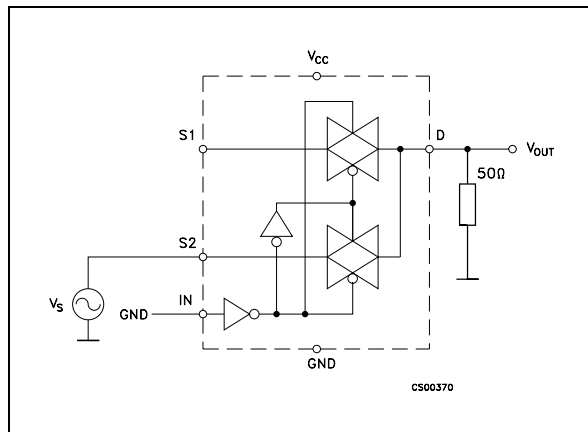 VCC
S1
D
VOUT
50Ω
S2
VS
IN
GND
GND
CS00370